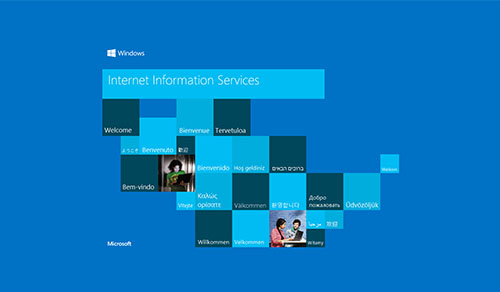 Windows
Internet Information Services
Welcome
Bienvenue
Tervetuloa
ようこそ
Benvenuto
歡迎
Bem-vindo
Bienvenido
Hoş geldiniz
ברוכים הבאים
Welkom
Vítejte
Καλώς
ορίσατε
Välkommen
환영합니다
Добро
пожаловать
Üdvözöljük
Microsoft
Willkommen
Velkommen
مرحبا
欢迎
Witamy